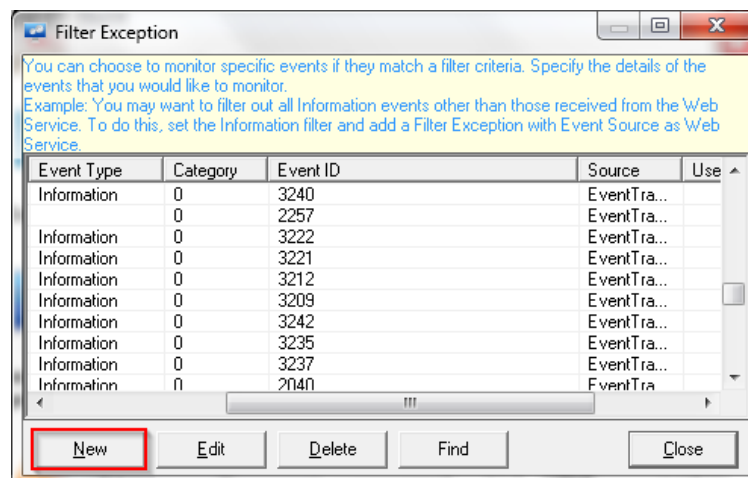 Filter Exception
You can choose to monitor specific events if they match a filter criteria. Specify the details of the
events that you would like to monitor.
Example: You may want to filter out all Information events other than those received from the Web
Service. To do this, set the Information filter and add a Filter Exception with Event Source as Web
Service.
Event Type Category Event ID Source Use
Information 0 3240 EventTra...
0 2257 EventTra...
Information 0 3222 EventTra...
Information 0 3221 EventTra...
Information 0 3212 EventTra...
Information 0 3209 EventTra...
Information 0 3242 EventTra...
Information 0 3235 EventTra...
Information 0 3237 EventTra...
Information 0 2040 EventTra
New Edit Delete Find Close